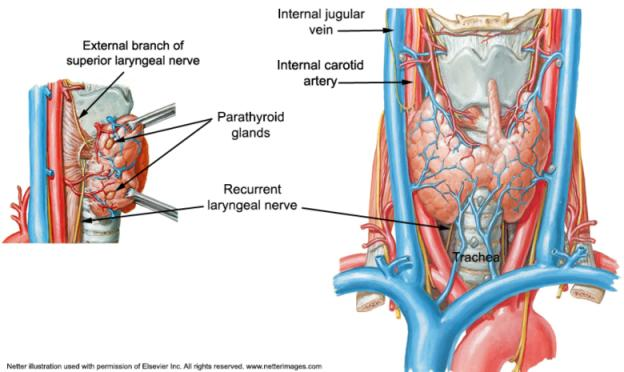 Internal jugular
vein
External branch of
superior laryngeal nerve
Internal carotid
artery
Parathyroid
glands
Recurrent
laryngeal nerve
Trachea
Netter illustration used with permission of Elsevier Inc. All rights reserved. www.netterimages.com